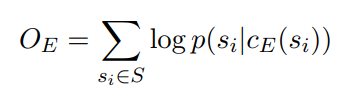 O_E = \sum_{s_i \in S} \log p(s_i|c_E(s_i))